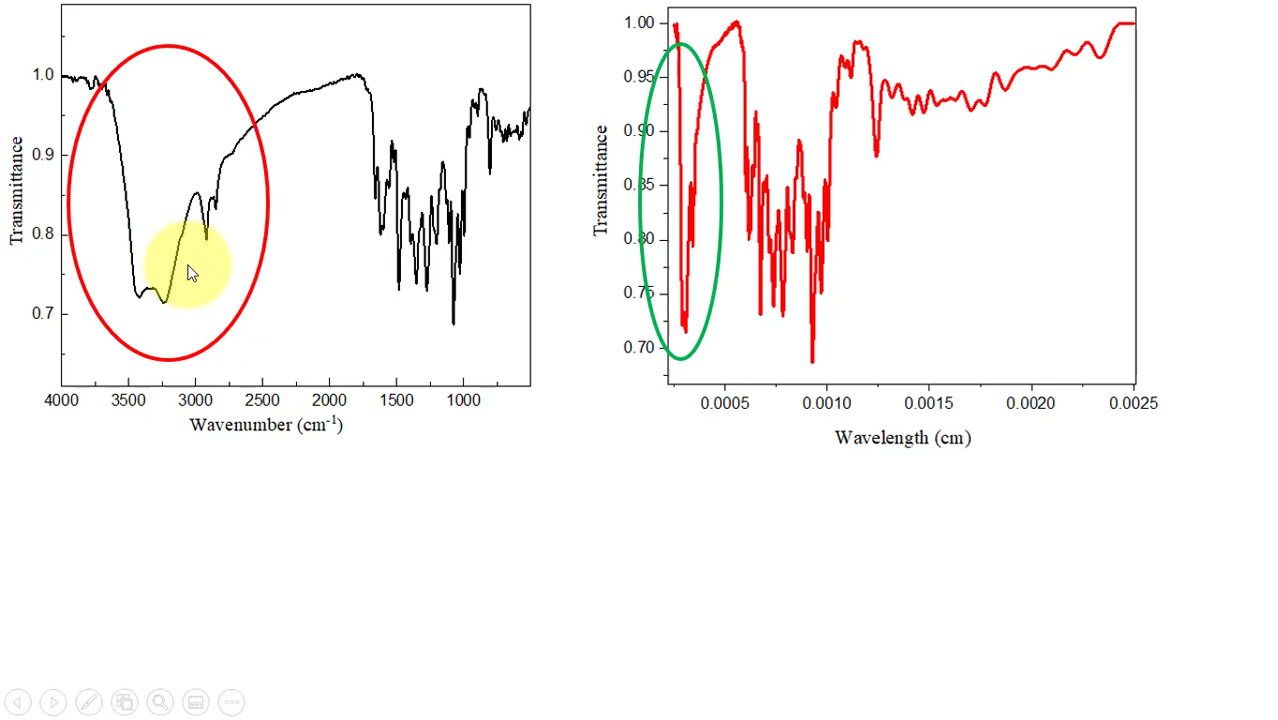 1.0
0.9
0.8
0.7
Transmittance
4000 3500 3000 2500 2000 1500 1000
Wavenumber (cm-1)
1.00
0.95
0.90
0.85
0.80
0.75
0.70
Transmittance
0.0005 0.0010 0.0015 0.0020 0.0025
Wavelength (cm)